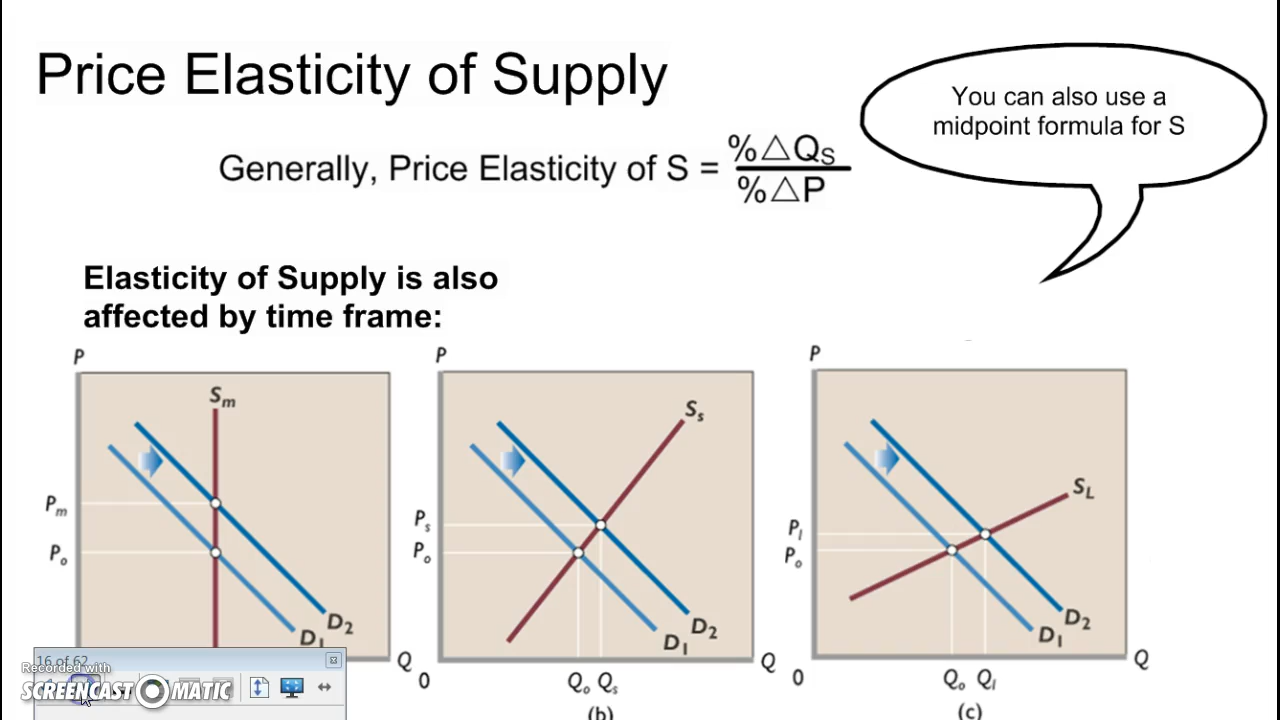 Price Elasticity of Supply
You can also use a
midpoint formula for S
Generally, Price Elasticity of S = %△QS
%△P
Elasticity of Supply is also
affected by time frame:
P
Sm
Pm
Po
D2
D1
Q
P
Ss
Ps
Po
D2
D1
Q
0
Qo Qs
(b)
P
SL
Pl
Po
D2
D1
Q
0
Qo Ql
(c)
16 of 62
Recorded with
SCREENCAST MATIC